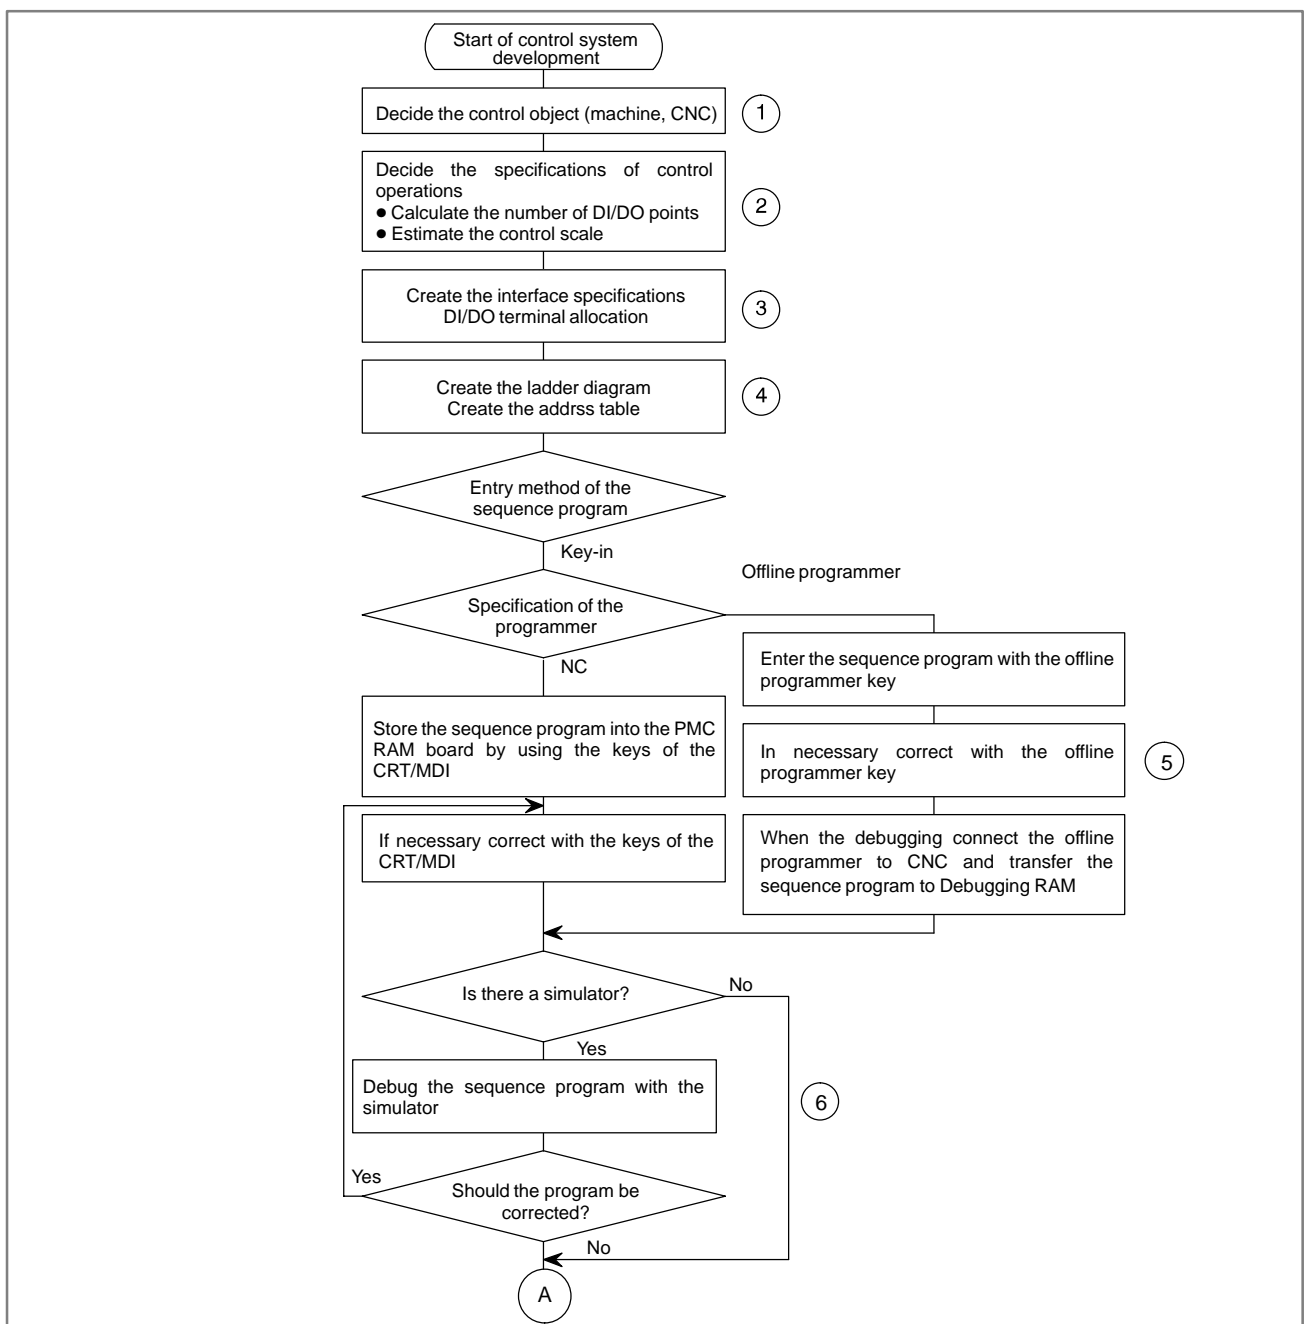 Start of control system
development
Decide the control object (machine, CNC)
1
Decide the specifications of control
operations
● Calculate the number of DI/DO points
● Estimate the control scale
2
Create the interface specifications
DI/DO terminal allocation
3
Create the ladder diagram
Create the addrss table
4
Entry method of the
sequence program
Key-in
Offline programmer
Specification of the
programmer
NC
Enter the sequence program with the offline
programmer key
Store the sequence program into the PMC
RAM board by using the keys of the
CRT/MDI
In necessary correct with the offline
programmer key
5
If necessary correct with the keys of the
CRT/MDI
When the debugging connect the offline
programmer to CNC and transfer the
sequence program to Debugging RAM
Is there a simulator?
No
Yes
Debug the sequence program with the
simulator
6
Yes
Should the program be
corrected?
No
A